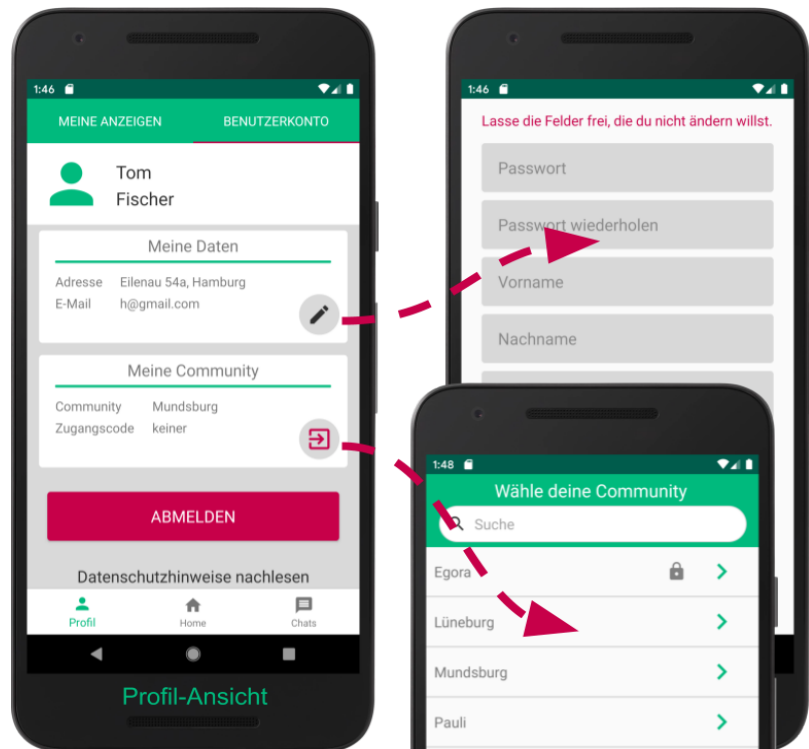 1:46
MEINE ANZEIGEN BENUTZERKONTO
Tom
Fischer
Meine Daten
Adresse Eilenau 54a, Hamburg
E-Mail h@gmail.com
Meine Community
Community Mundsburg
Zugangscode keiner
ABMELDEN
Datenschutzhinweise nachlesen
Profil Home Chats
Profil-Ansicht
1:46
Lasse die Felder frei, die du nicht ändern willst.
Passwort
Passwort wiederholen
Vorname
Nachname
1:48
Wähle deine Community
Suche
Egora
Lüneburg
Mundsburg
Pauli